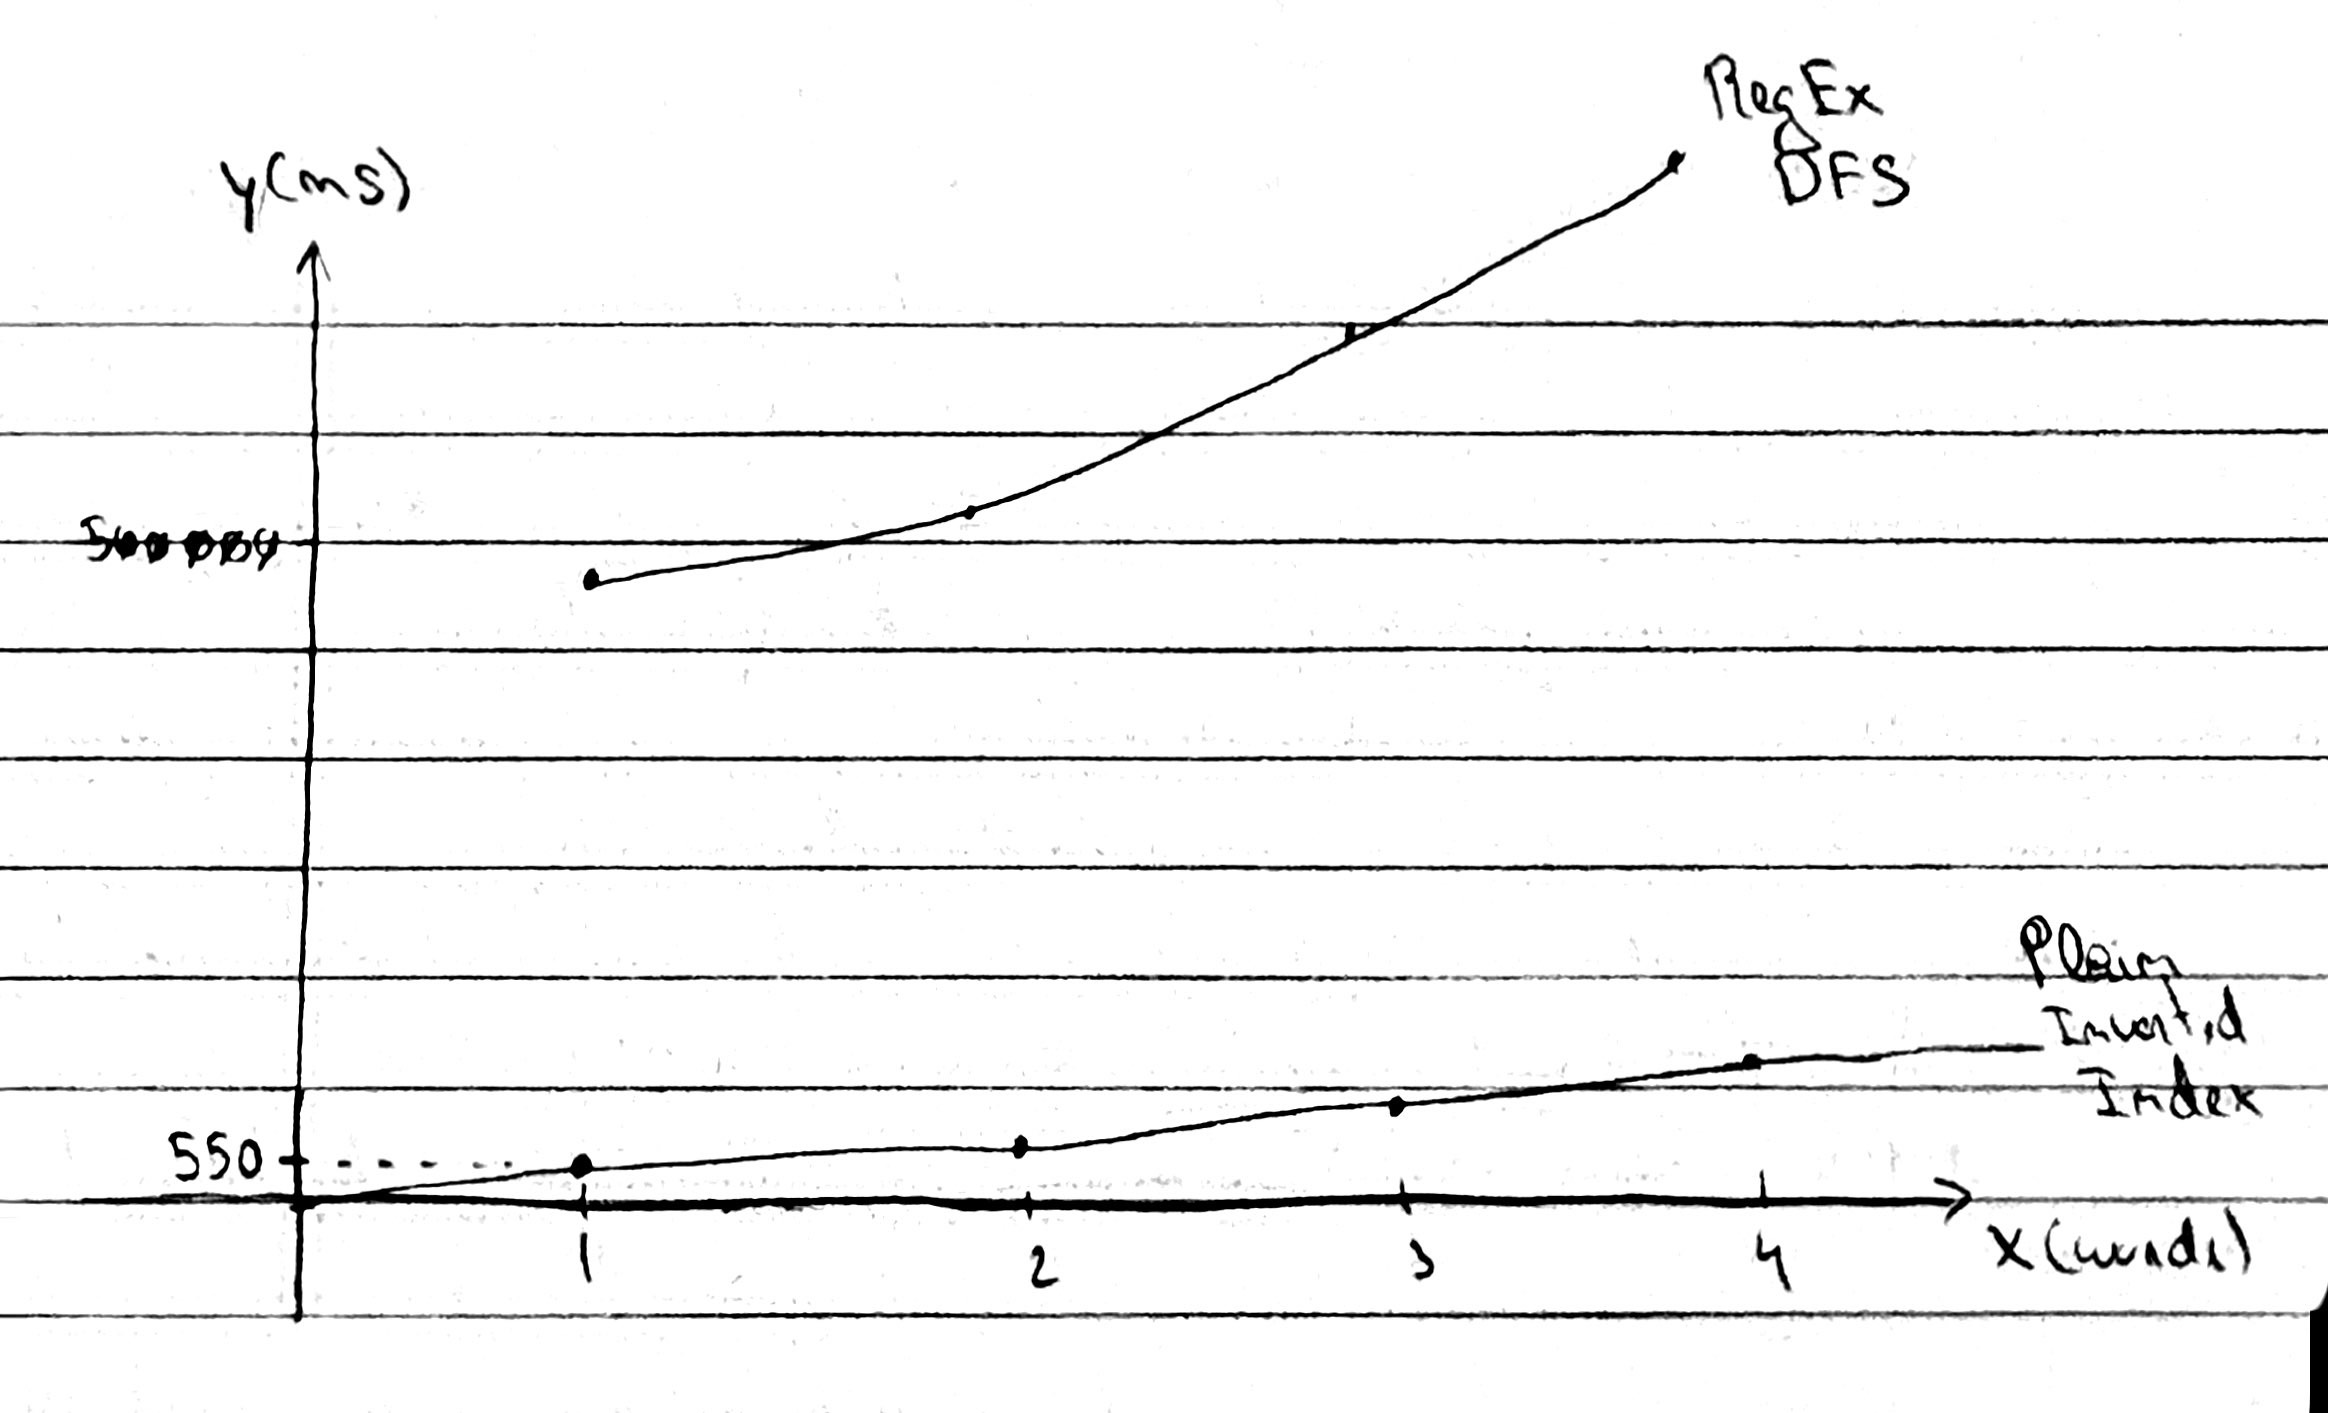 RegEx
&
DFS
y(ms)
Plain
Inverted
Index
550
1
2
3
4
x(words)